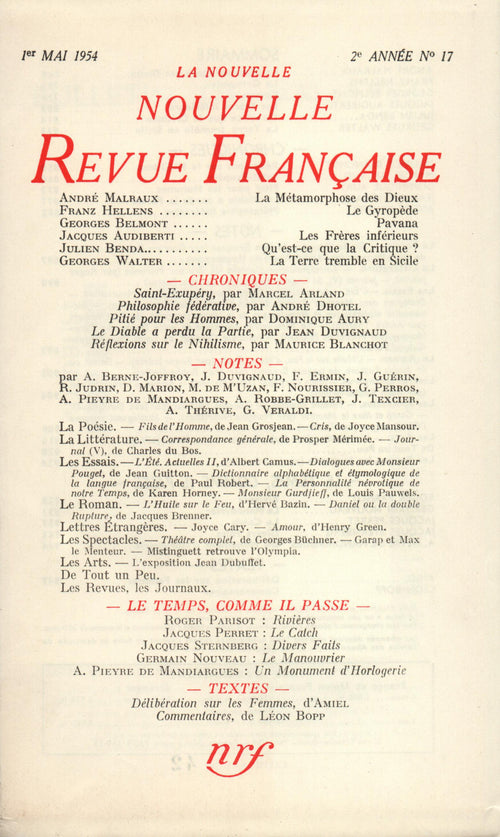 1er MAI 1954 2e ANNÉE No 17
LA NOUVELLE
NOUVELLE
REVUE FRANÇAISE
ANDRÉ MALRAUX ....... La Métamorphose des Dieux
FRANZ HELLENS ........ Le Gyropède
GEORGES BELMONT ...... Pavana
JACQUES AUDIBERTI ..... Les Frères inférieurs
JULIEN BENDA........... Qu'est-ce que la Critique ?
GEORGES WALTER ....... La Terre tremble en Sicile
— CHRONIQUES —
Saint-Exupéry, par MARCEL ARLAND
Philosophie fédérative, par ANDRÉ DHOTEL
Pitié pour les Hommes, par DOMINIQUE AURY
Le Diable a perdu la Partie, par JEAN DUVIGNAUD
Réflexions sur le Nihilisme, par MAURICE BLANCHOT
— NOTES —
par A. BERNE-JOFFROY, J. DUVIGNAUD, F. ERMIN, J. GUÉRIN,
R. JUDRIN, D. MARION, M. DE M'UZAN, F. NOURISSIER, G. PERROS,
A. PIEYRE DE MANDIARGUES, A. ROBBE-GRILLET, J. TEXCIER,
A. THÉRIVE, G. VERALDI.
La Poésie. — Fils de l'Homme, de Jean Grosjean. — Cris, de Joyce Mansour.
La Littérature. — Correspondance générale, de Prosper Mérimée. — Jour-
nal (V), de Charles du Bos.
Les Essais. — L'Été. Actuelles II, d'Albert Camus. — Dialogues avec Monsieur
Pouget, de Jean Guitton. — Dictionnaire alphabétique et étymologique de
la langue française, de Paul Robert. — La Personnalité névrotique de
notre Temps, de Karen Horney. — Monsieur Gurdjieff, de Louis Pauwels.
Le Roman. — L'Huile sur le Feu, d'Hervé Bazin. — Daniel ou la double
Rupture, de Jacques Brenner.
Lettres Étrangères. — Joyce Cary. — Amour, d'Henry Green.
Les Spectacles. — Théâtre complet, de Georges Büchner. — Garap et Max
le Menteur. — Mistinguett retrouve l'Olympia.
Les Arts. — L'exposition Jean Dubuffet.
De Tout un Peu.
Les Revues, les Journaux.
— LE TEMPS, COMME IL PASSE —
ROGER PARISOT : Rivières
JACQUES PERRET : Le Catch
JACQUES STERNBERG : Divers Faits
GERMAIN NOUVEAU : Le Manouvrier
A. PIEYRE DE MANDIARGUES : Un Monument d'Horlogerie
— TEXTES —
Délibération sur les Femmes, d'AMIEL
Commentaires, de LÉON BOPP
nrf